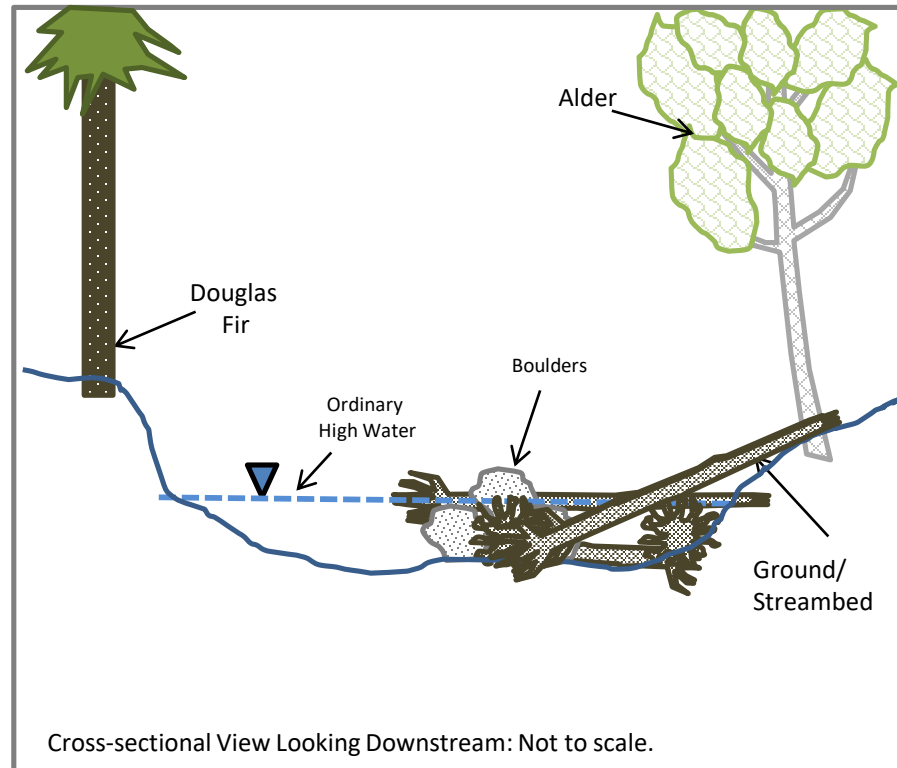 Alder
Douglas
Fir
Boulders
Ordinary
High Water
Ground/
Streambed
Cross-sectional View Looking Downstream: Not to scale.